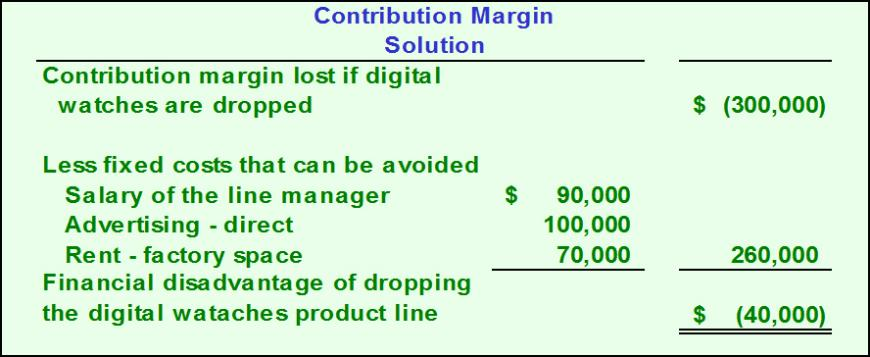 Contribution Margin
Solution
Contribution margin lost if digital
watches are dropped $ (300,000)
Less fixed costs that can be avoided
Salary of the line manager $ 90,000
Advertising - direct 100,000
Rent - factory space 70,000 260,000
Financial disadvantage of dropping
the digital wataches product line $ (40,000)